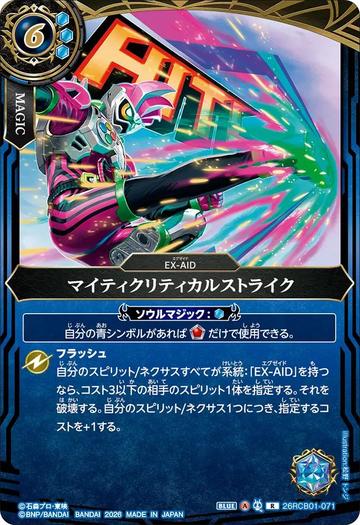 6
MAGIC
HIT!
エグゼイド
EX-AID
マイティクリティカルストライク
ソウルマジック:
自分の青シンボルがあれば だけで使用できる。
フラッシュ
自分のスピリット/ネクサスすべてが系統:「EX-AID」を持つ
なら、コスト3以下の相手のスピリット1体を指定する。それを
破壊する。自分のスピリット/ネクサス1つにつき、指定するコ
ストを+1する。
©石森プロ・東映
©BNP/BANDAI BANDAI 2026 MADE IN JAPAN
BLUE A R 26RCB01-071